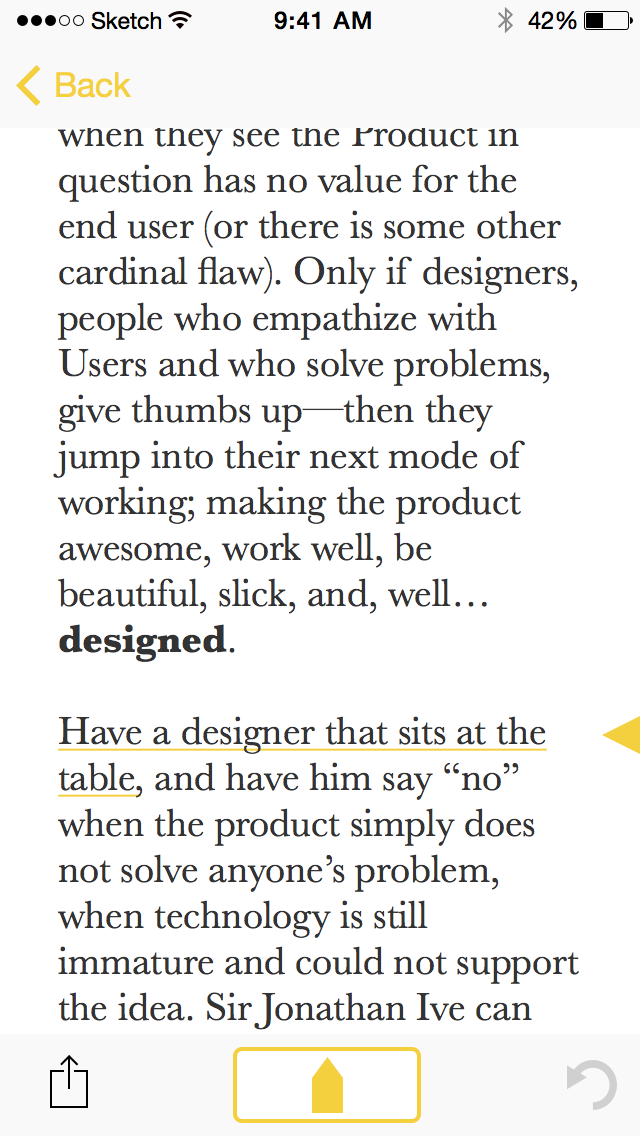 Sketch 9:41 AM 42%
Back
when they see the Product in
question has no value for the
end user (or there is some other
cardinal flaw). Only if designers,
people who empathize with
Users and who solve problems,
give thumbs up—then they
jump into their next mode of
working; making the product
awesome, work well, be
beautiful, slick, and, well…
designed.
Have a designer that sits at the
table, and have him say “no”
when the product simply does
not solve anyone’s problem,
when technology is still
immature and could not support
the idea. Sir Jonathan Ive can